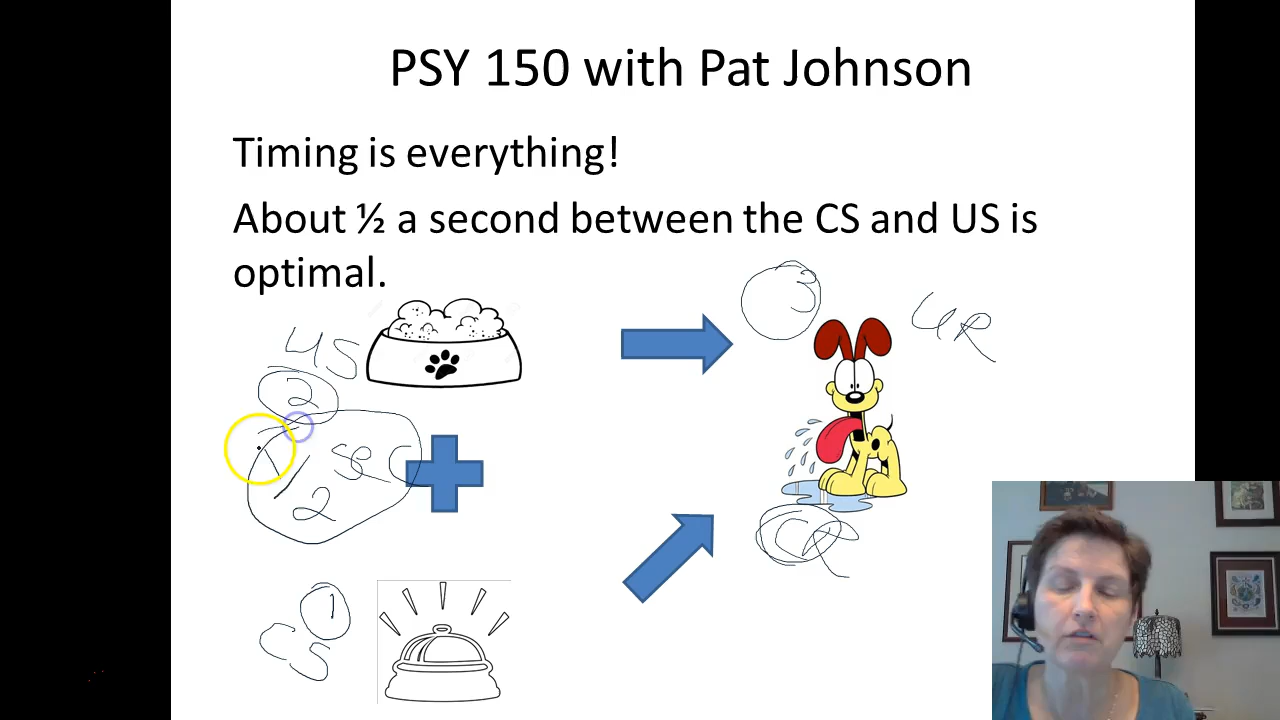 PSY 150 with Pat Johnson
Timing is everything!
About ½ a second between the CS and US is
optimal.
3
UR
US
2
1/2 sec
CR
1
CS